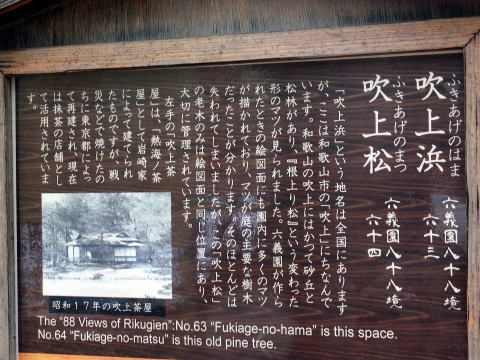 ふきあげのはま
吹上浜
六義園八十八境
六十三
ふきあげのまつ
吹上松
六義園八十八境
六十四
「吹上浜」という地名は全国にあります
が、ここは和歌山市の「吹上」にちなんで
います。和歌山の吹上にはかつて砂丘と
松林があり、『根上り松』という変わった
形のマツが見られました。六義園が作ら
れたときの絵図面にも園内に多くのマツ
が描かれており、マツが庭の主要な樹木
だったことが分かります。そのほとんどは
失われてしまいましたが、この「吹上松」
の老木のみは絵図面と同じ位置にあり、
大切に管理されています。
左手の「吹上茶
屋」は、「熱海ノ茶
屋」として岩崎家
によって建てられ
たものですが、戦
災などで焼けたの
ちに東京都によっ
て再建され、現在
は抹茶の店舗とし
て活用されていま
す。
昭和17年の吹上茶屋
The “88 Views of Rikugien”:No.63 “Fukiage-no-hama” is this space.
No.64 “Fukiage-no-matsu” is this old pine tree.